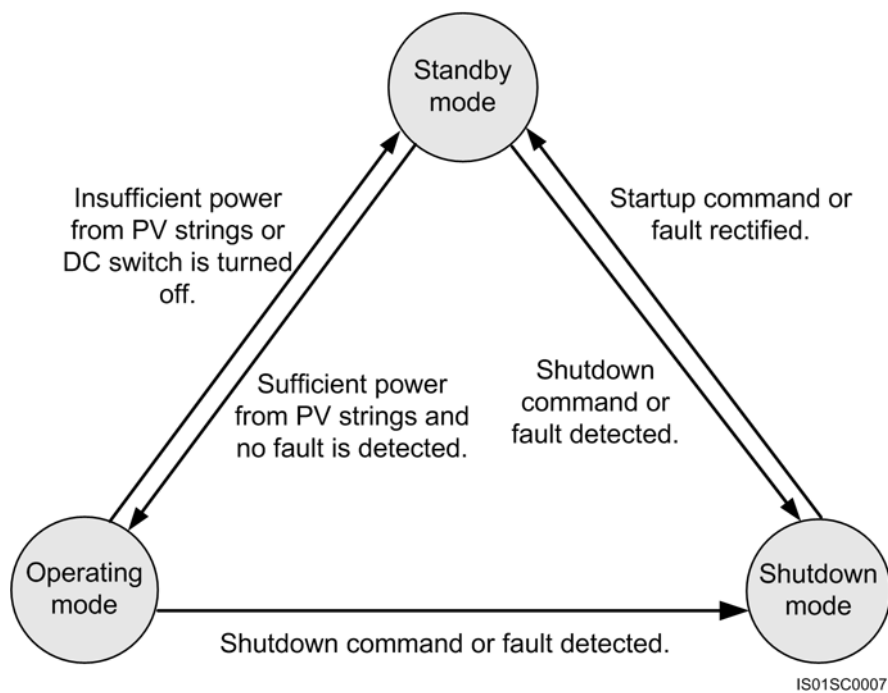 Standby
mode
Insufficient power
from PV strings or
DC switch is turned
off.
Startup command or
fault rectified.
Sufficient power
from PV strings and
no fault is detected.
Shutdown
command or
fault detected.
Operating
mode
Shutdown
mode
Shutdown command or fault detected.
IS01SC0007